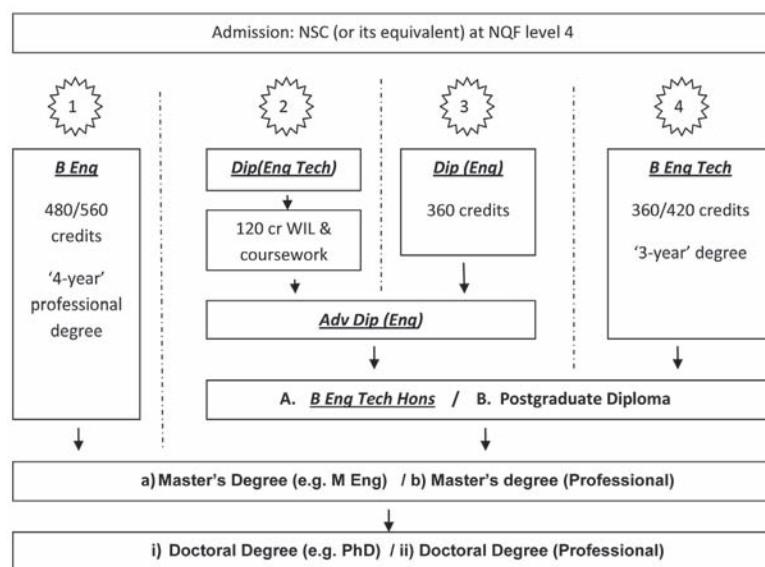 Admission: NSC (or its equivalent) at NQF level 4
1
2
3
4
B Eng
480/560
credits
‘4-year’
professional
degree
Dip(Eng Tech)
120 cr WIL &
coursework
Dip (Eng)
360 credits
B Eng Tech
360/420 credits
‘3-year’ degree
Adv Dip (Eng)
A. B Eng Tech Hons / B. Postgraduate Diploma
a) Master's Degree (e.g. M Eng) / b) Master's degree (Professional)
i) Doctoral Degree (e.g. PhD) / ii) Doctoral Degree (Professional)